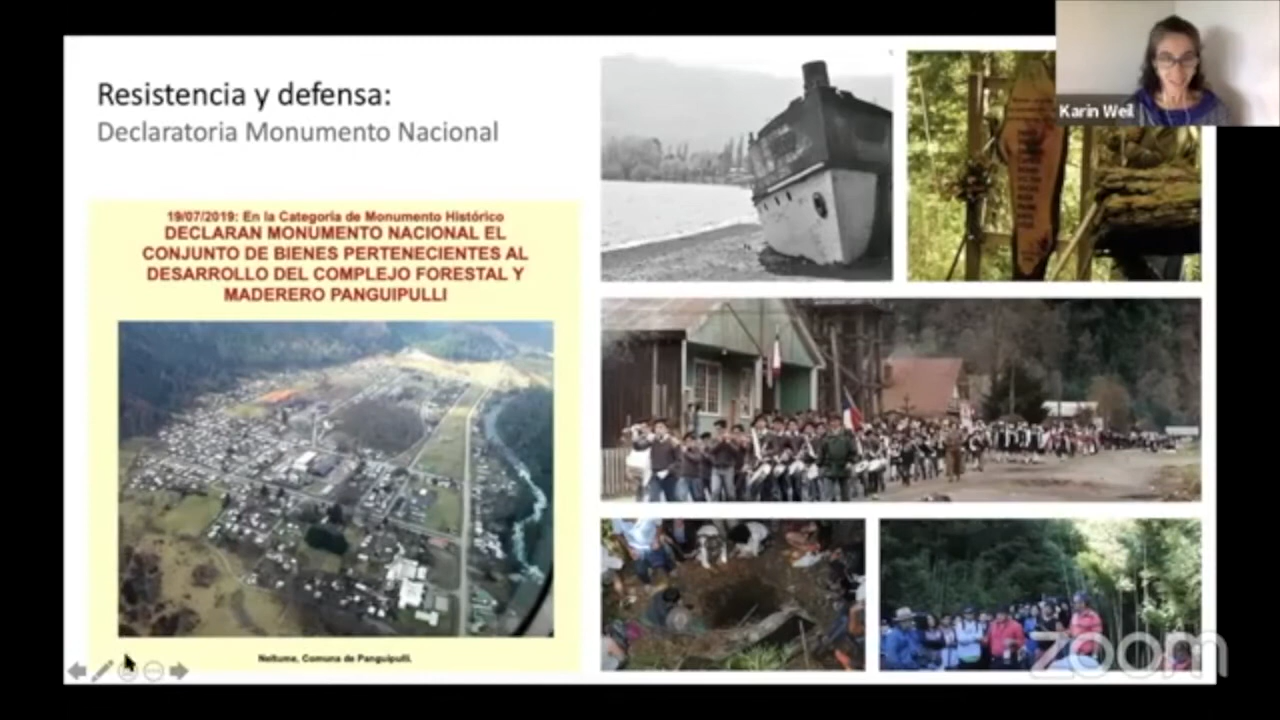 Resistencia y defensa:
Declaratoria Monumento Nacional
19/07/2019: En la Categoria de Monumento Histórico
DECLARAN MONUMENTO NACIONAL EL
CONJUNTO DE BIENES PERTENECIENTES AL
DESARROLLO DEL COMPLEJO FORESTAL Y
MADERERO PANGUIPULLI
Neltume, Comuna de Panguipulli.
Karin Weil
zoom